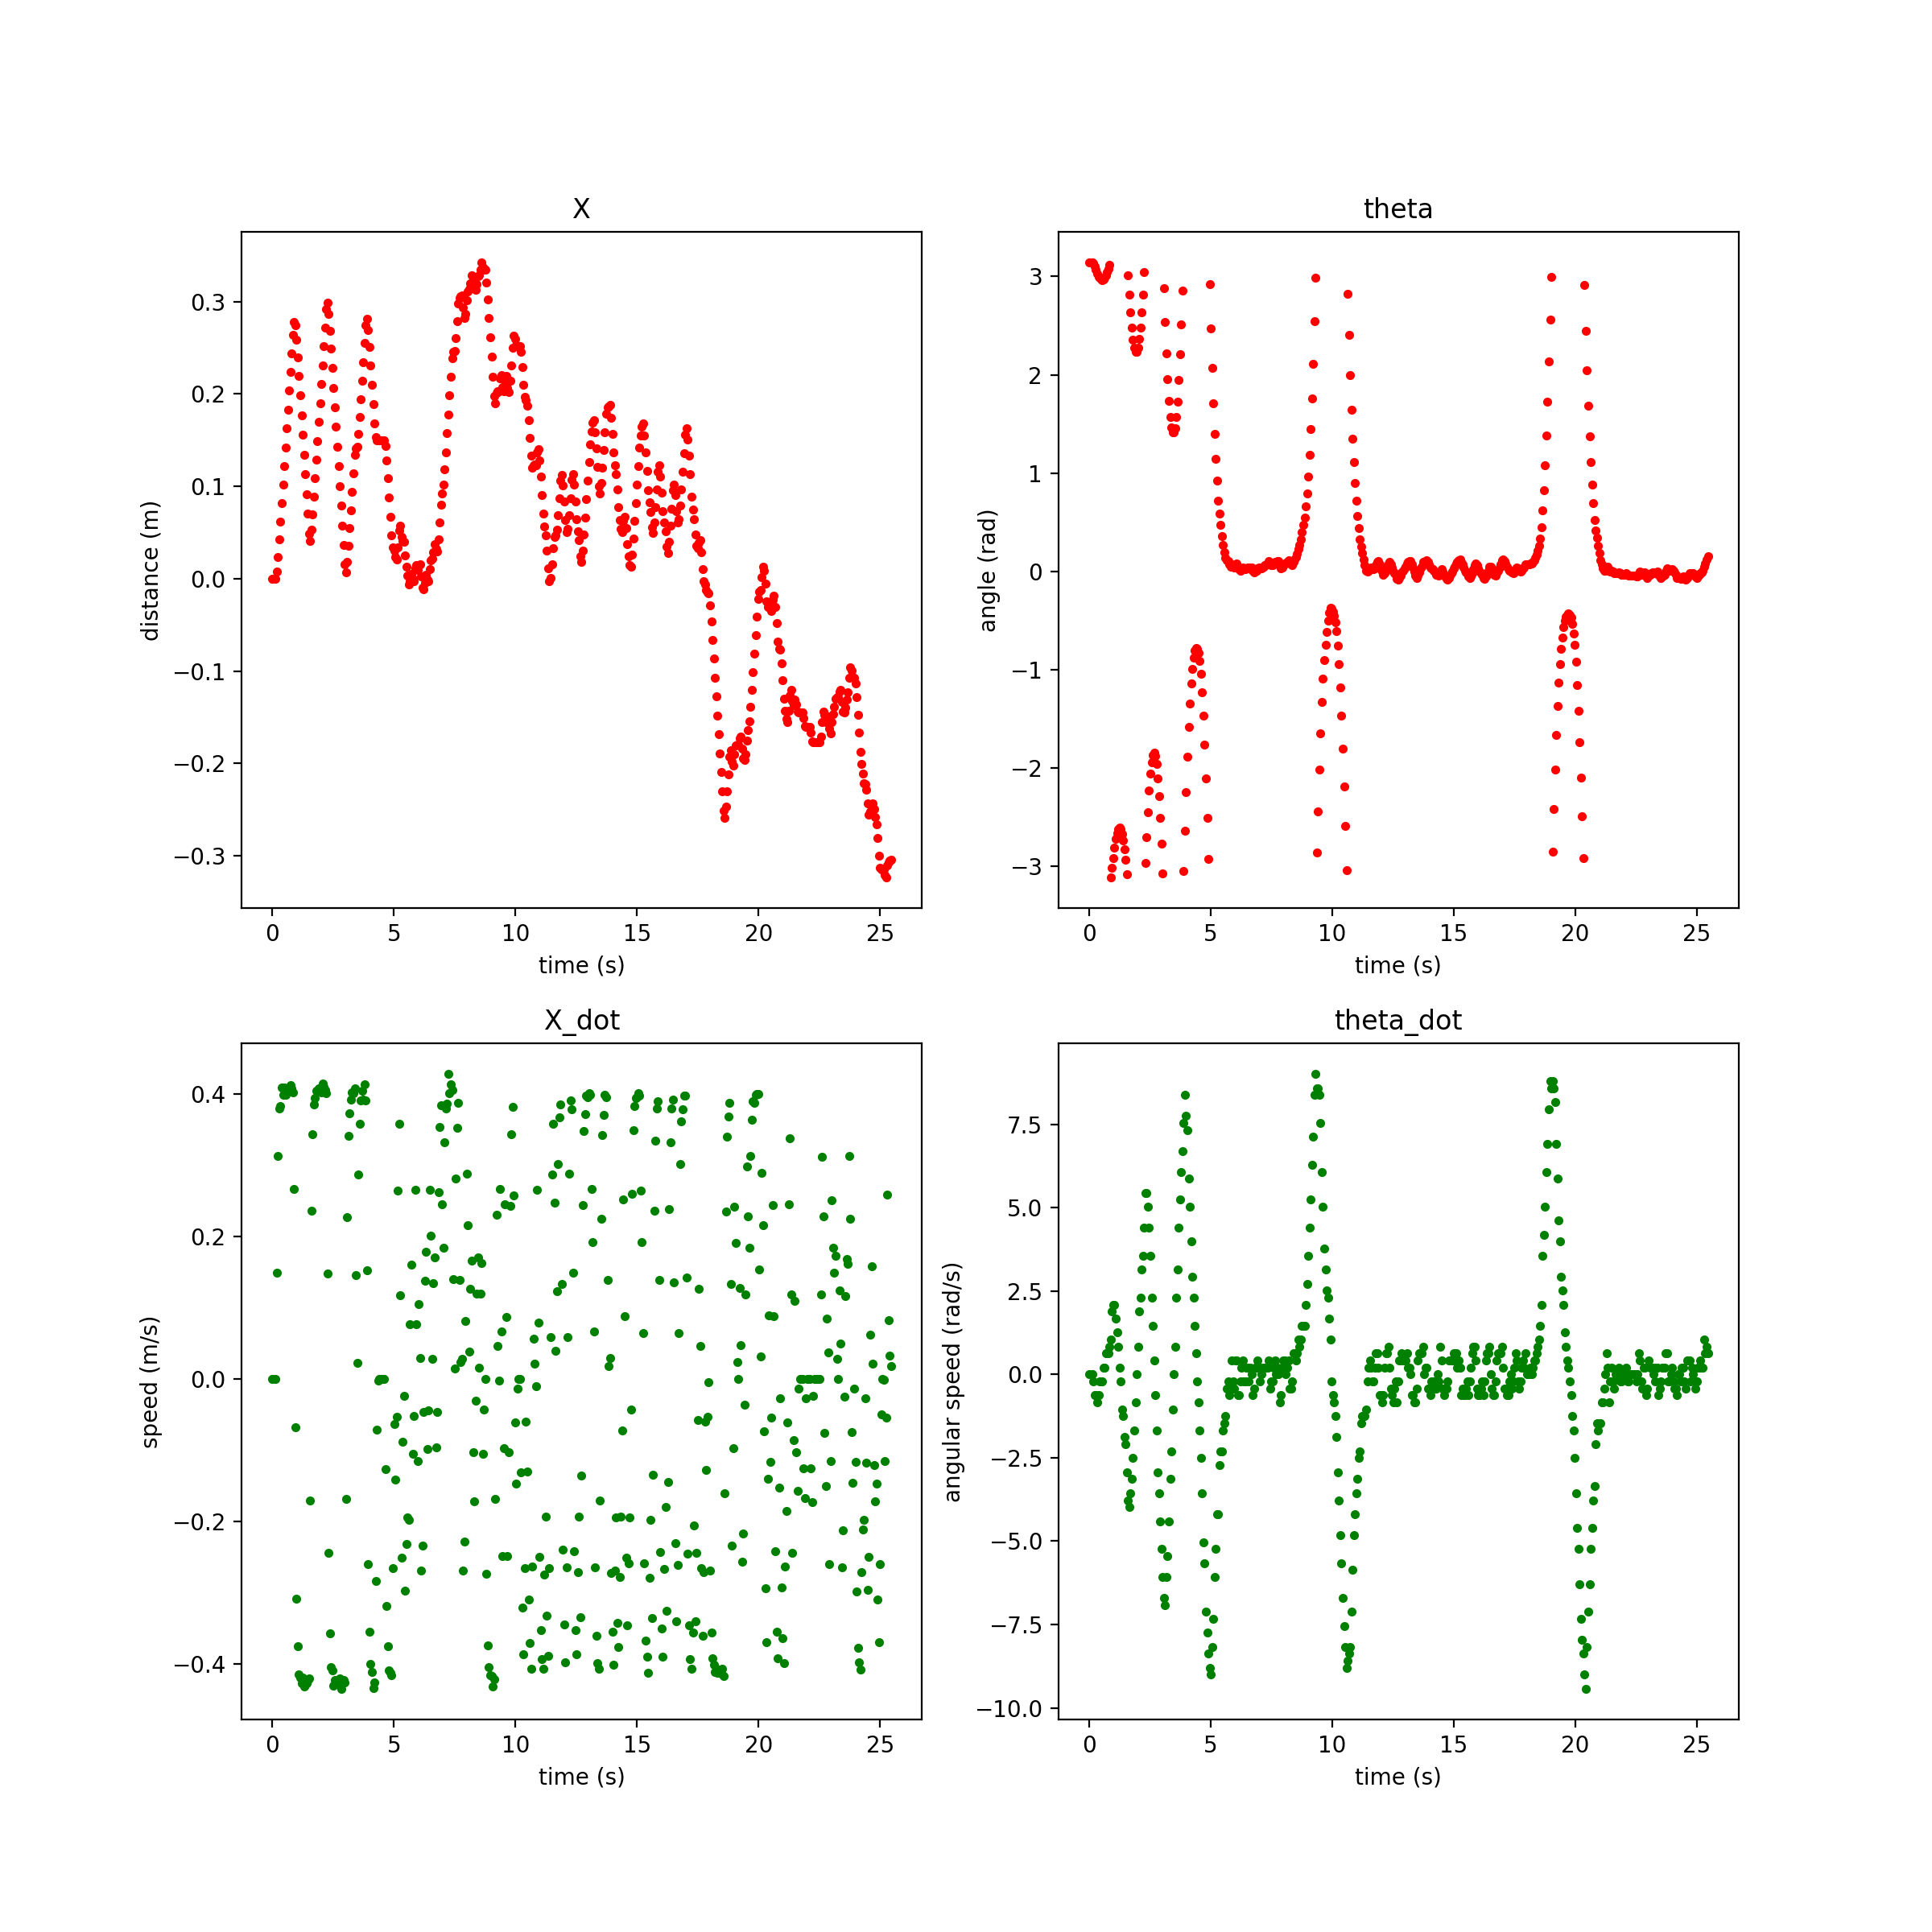 X
distance (m)
0.3
0.2
0.1
0.0
−0.1
−0.2
−0.3
0 5 10 15 20 25
time (s)
theta
angle (rad)
3
2
1
0
−1
−2
−3
0 5 10 15 20 25
time (s)
X_dot
speed (m/s)
0.4
0.2
0.0
−0.2
−0.4
0 5 10 15 20 25
time (s)
theta_dot
angular speed (rad/s)
7.5
5.0
2.5
0.0
−2.5
−5.0
−7.5
−10.0
0 5 10 15 20 25
time (s)